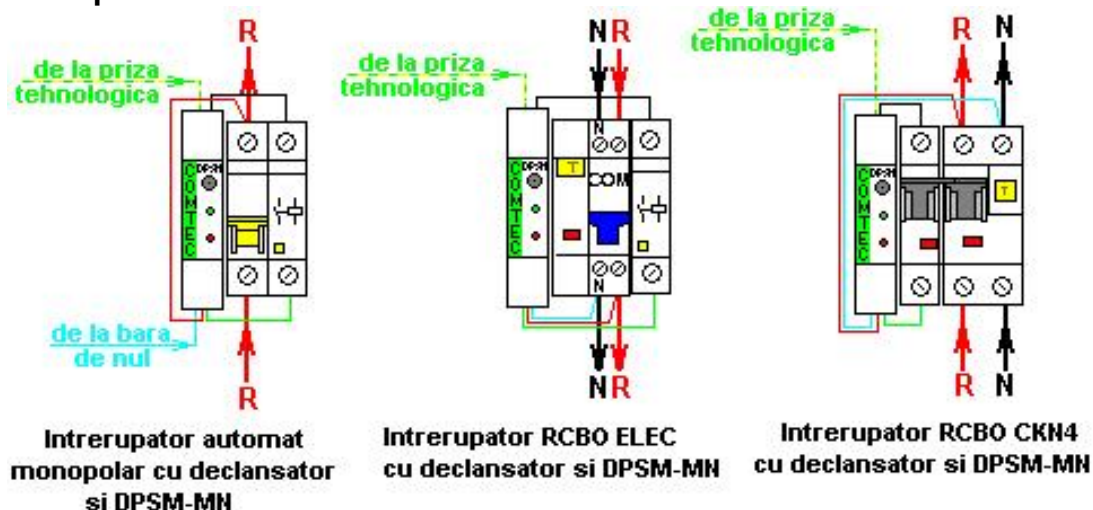 R
de la priza
tehnologica
COMTEC
DPSM
de la bara
de nul
R
Intrerupator automat
monopolar cu declansator
si DPSM-MN
N R
de la priza
tehnologica
COMTEC
DPSM
T
N
COM
N
N R
Intrerupator RCBO ELEC
cu declansator si DPSM-MN
R N
de la priza
tehnologica
COMTEC
DPSM
T
R N
Intrerupator RCBO CKN4
cu declansator si DPSM-MN